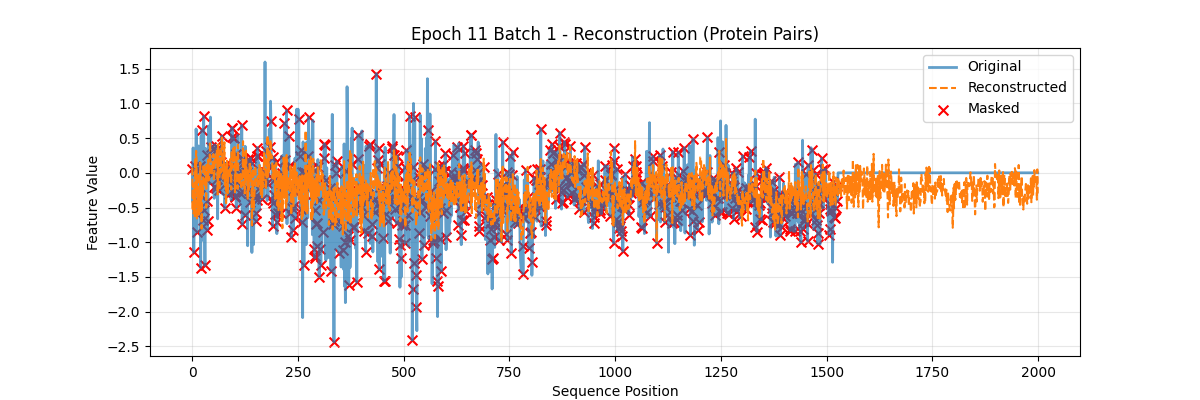 Epoch 11 Batch 1 - Reconstruction (Protein Pairs)
Feature Value
1.5
1.0
0.5
0.0
−0.5
−1.0
−1.5
−2.0
−2.5
Original
Reconstructed
Masked
0 250 500 750 1000 1250 1500 1750 2000
Sequence Position